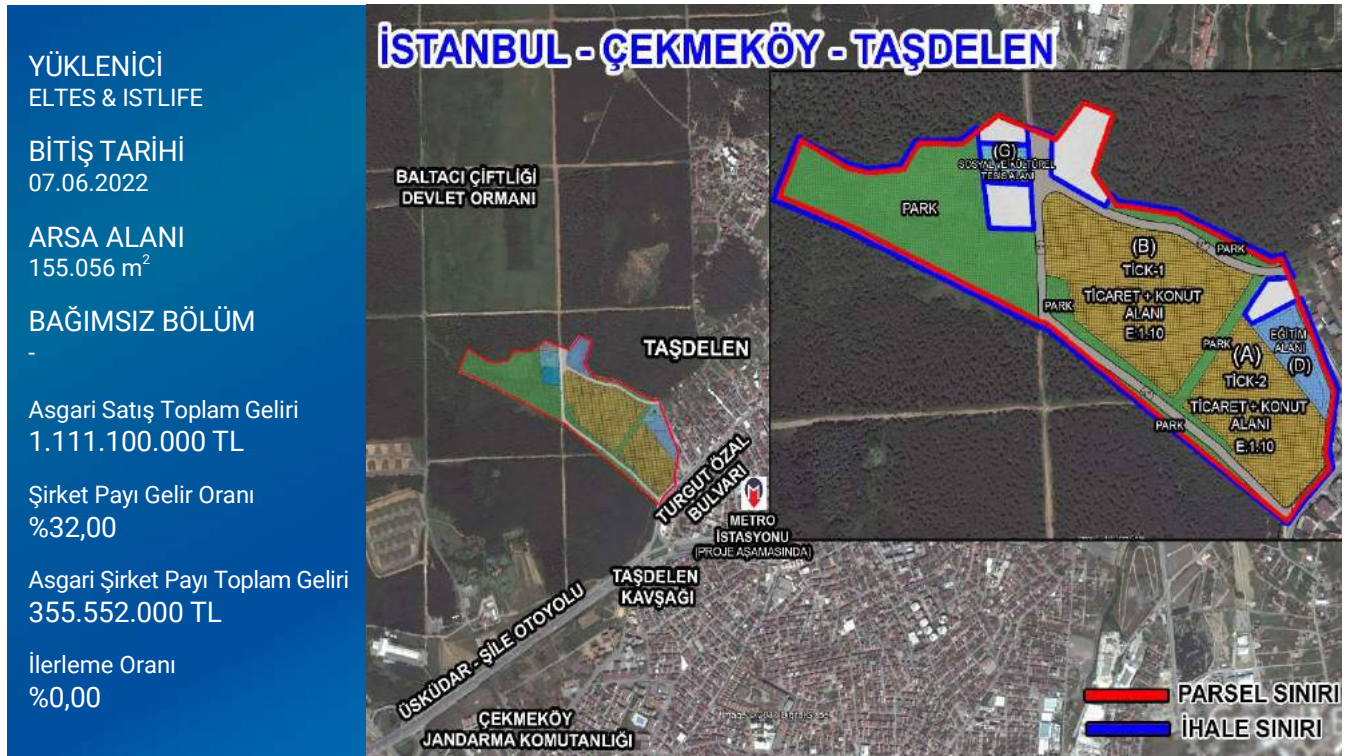 YÜKLENİCİ
ELTES & ISTLIFE
BİTİŞ TARİHİ
07.06.2022
ARSA ALANI
155.056 m²
BAĞIMSIZ BÖLÜM
-
Asgari Satış Toplam Geliri
1.111.100.000 TL
Şirket Payı Gelir Oranı
%32,00
Asgari Şirket Payı Toplam Geliri
355.552.000 TL
İlerleme Oranı
%0,00
İSTANBUL - ÇEKMEKÖY - TAŞDELEN
BALTACI ÇİFTLİĞİ
DEVLET ORMANI
TAŞDELEN
TURGUT ÖZAL
BULVARI
M
METRO
İSTASYONU
(PROJE AŞAMASINDA)
TAŞDELEN
KAVŞAĞI
ÜSKÜDAR - ŞİLE OTOYOLU
ÇEKMEKÖY
JANDARMA KOMUTANLIĞI
(G)
SOSYAL VE KÜLTÜREL
TESİS ALANI
PARK
(B)
TİCK-1
TİCARET + KONUT
ALANI
E:1.10
PARK
PARK
PARK
(A)
TİCK-2
TİCARET + KONUT
ALANI
E:1.10
EĞİTİM
ALANI
(D)
PARK
PARSEL SINIRI
İHALE SINIRI